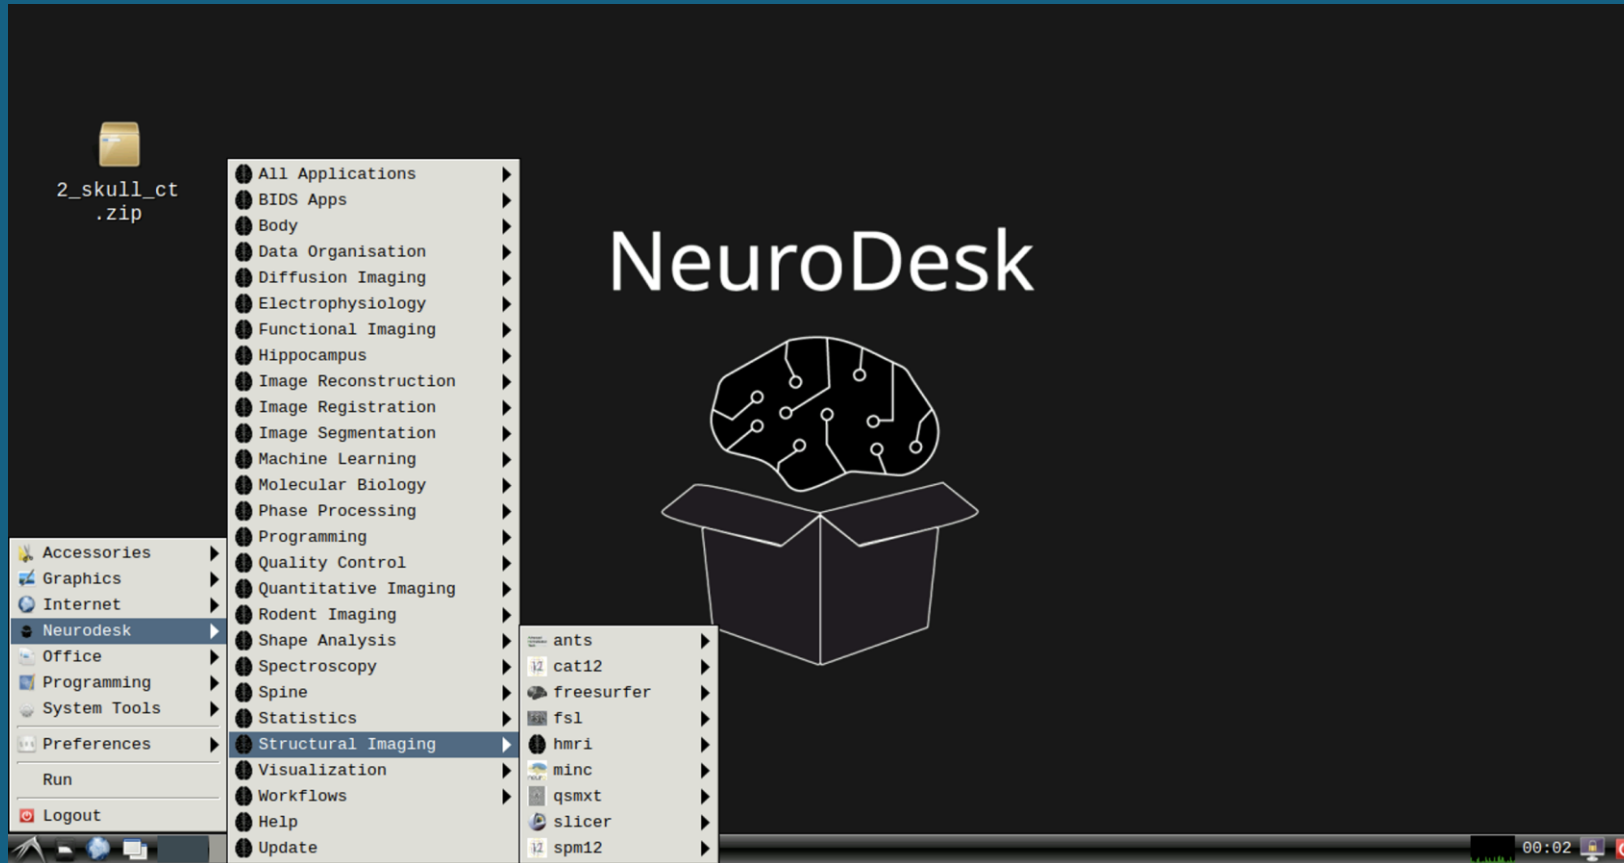 2_skull_ct
.zip
NeuroDesk
All Applications
BIDS Apps
Body
Data Organisation
Diffusion Imaging
Electrophysiology
Functional Imaging
Hippocampus
Image Reconstruction
Image Registration
Image Segmentation
Machine Learning
Molecular Biology
Phase Processing
Programming
Quality Control
Quantitative Imaging
Rodent Imaging
Shape Analysis
Spectroscopy
Spine
Statistics
Structural Imaging
Visualization
Workflows
Help
Update
Accessories
Graphics
Internet
Neurodesk
Office
Programming
System Tools
Preferences
Run
Logout
ants
cat12
freesurfer
fsl
hmri
minc
qsmxt
slicer
spm12
00:02